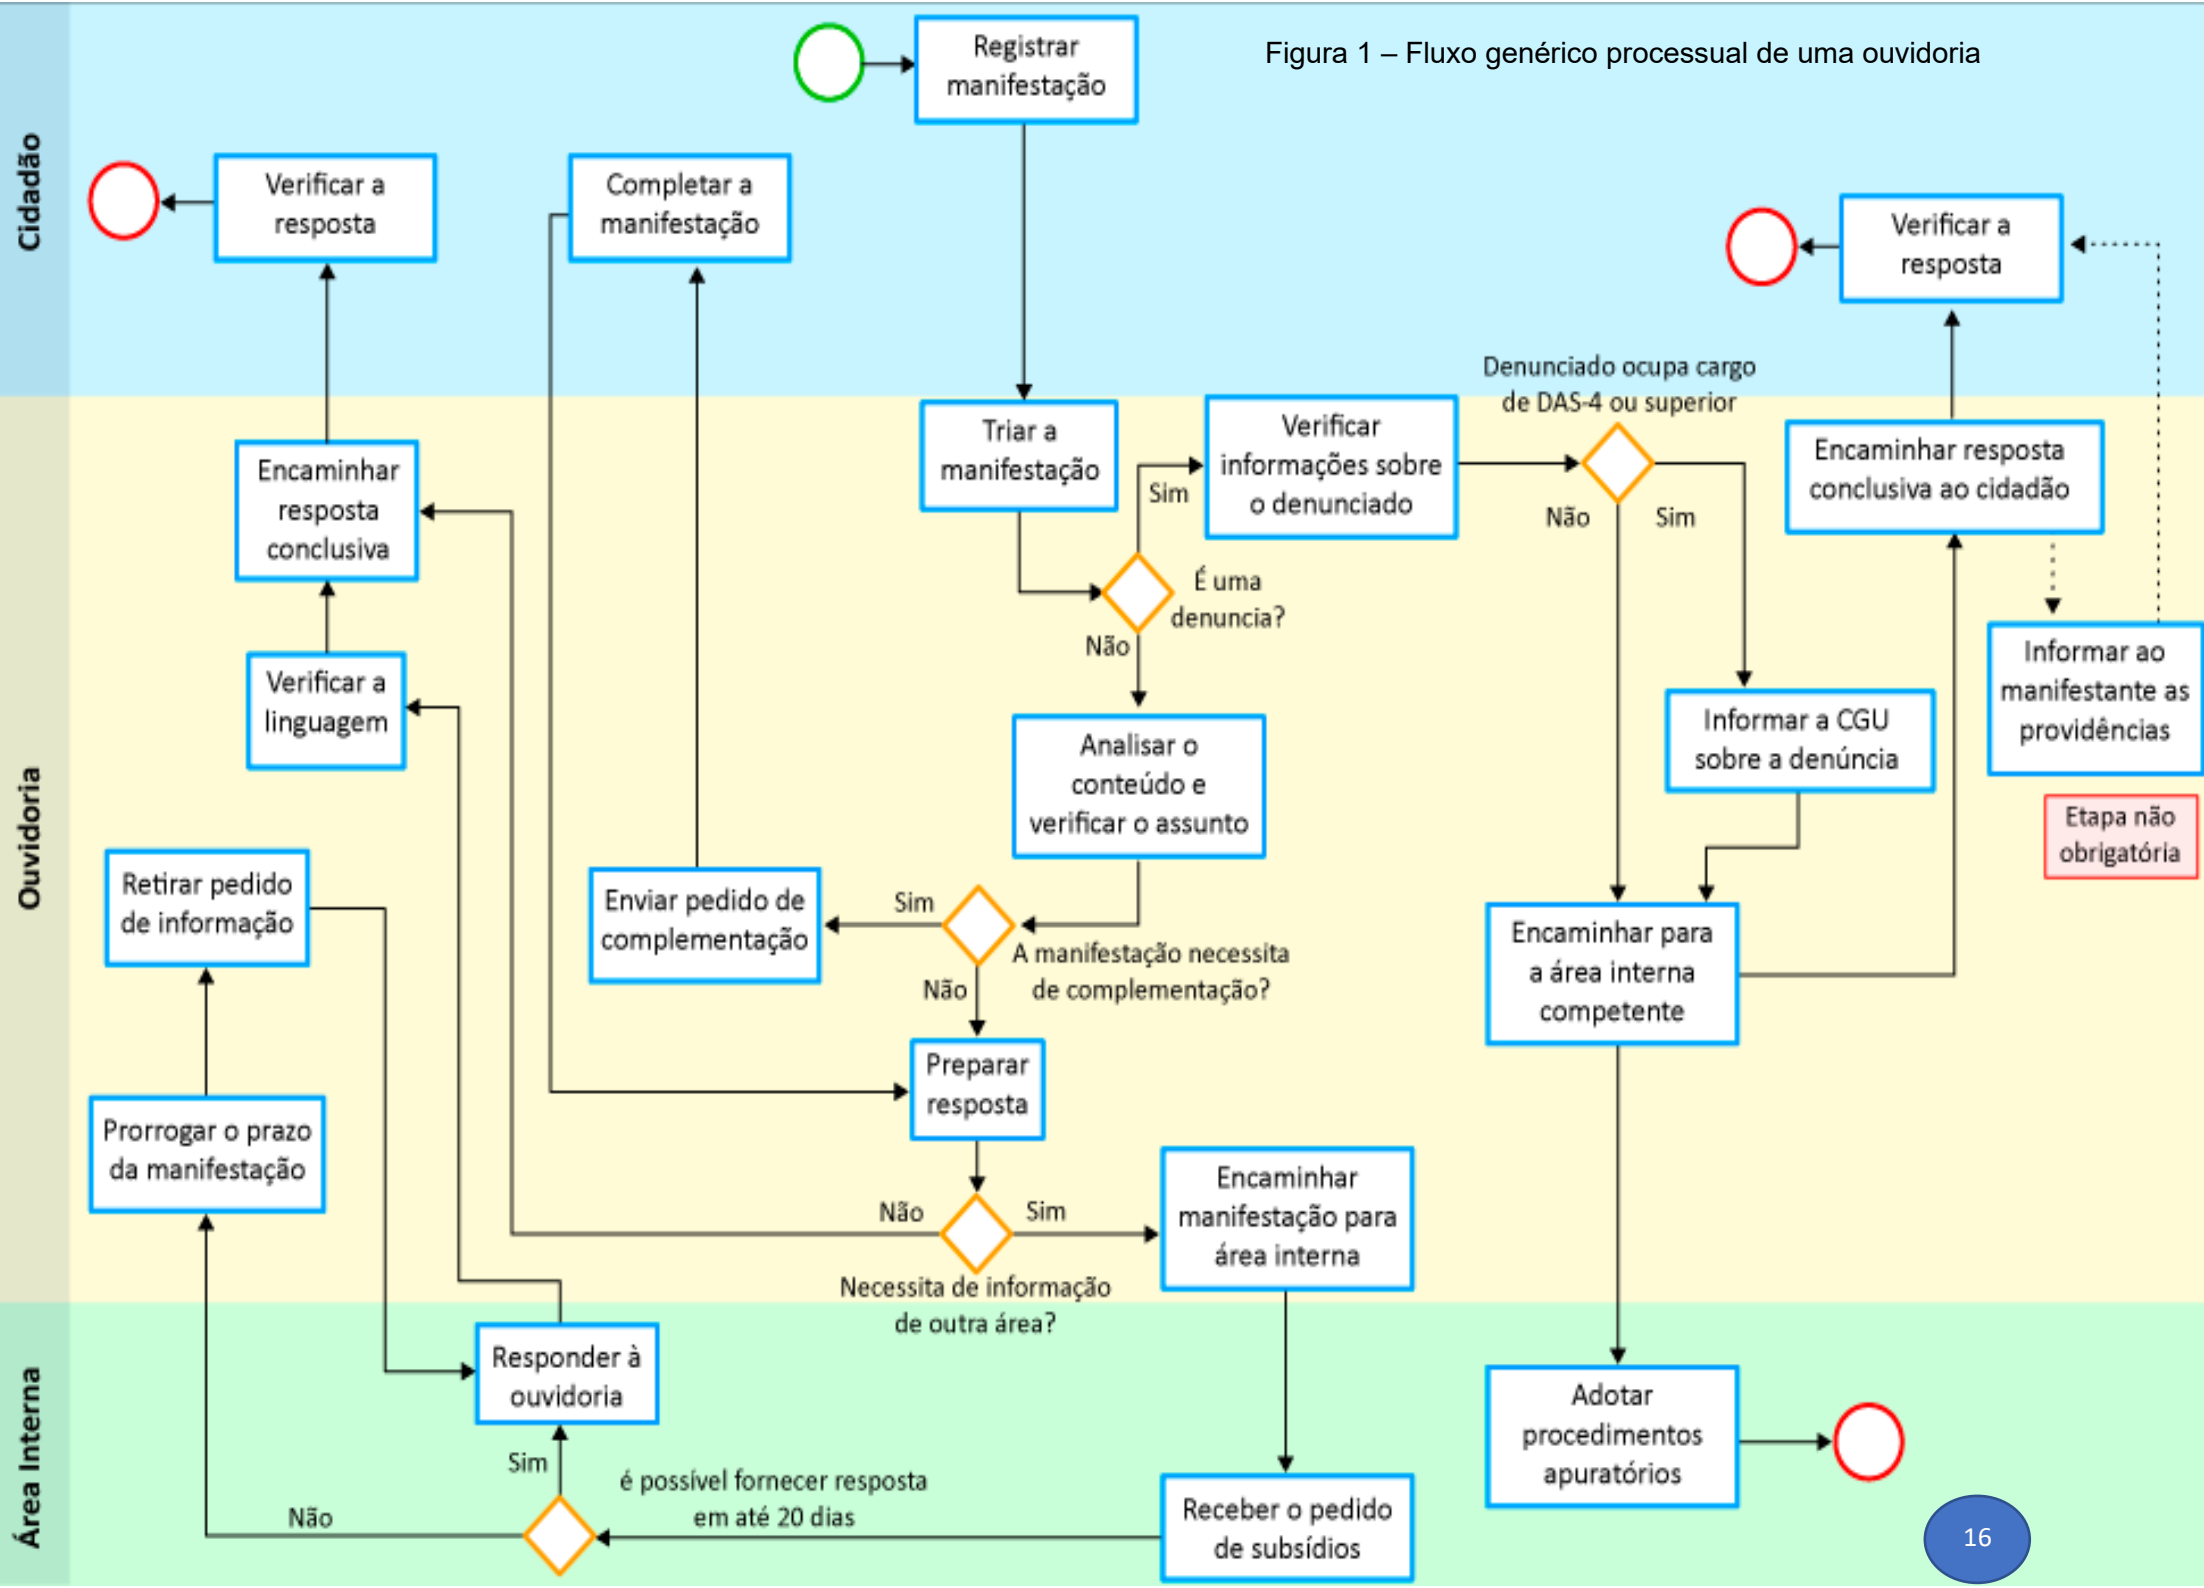 Figura 1 – Fluxo genérico processual de uma ouvidoria
Cidadão
Registrar
manifestação
Verificar a
resposta
Completar a
manifestação
Verificar a
resposta
Denunciado ocupa cargo
de DAS-4 ou superior
Ouvidoria
Triar a
manifestação
Sim
Verificar
informações sobre
o denunciado
Não
Sim
Encaminhar resposta
conclusiva ao cidadão
Encaminhar
resposta
conclusiva
É uma
denuncia?
Não
Verificar a
linguagem
Informar ao
manifestante as
providências
Informar a CGU
sobre a denúncia
Analisar o
conteúdo e
verificar o assunto
Etapa não
obrigatória
Retirar pedido
de informação
Enviar pedido de
complementação
Sim
A manifestação necessita
de complementação?
Não
Encaminhar para
a área interna
competente
Preparar
resposta
Prorrogar o prazo
da manifestação
Não
Sim
Encaminhar
manifestação para
área interna
Necessita de informação
de outra área?
Área Interna
Responder à
ouvidoria
Sim
Não
é possível fornecer resposta
em até 20 dias
Receber o pedido
de subsídios
Adotar
procedimentos
apuratórios
16